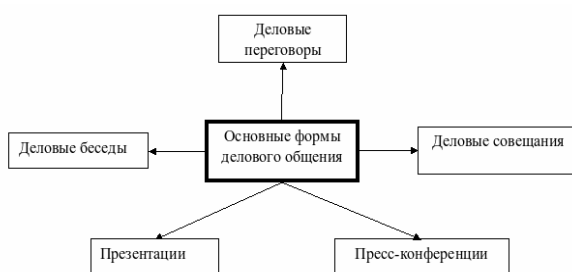 Деловые
переговоры
Деловые беседы
Основные формы
делового общения
Деловые совещания
Презентации
Пресс-конференции